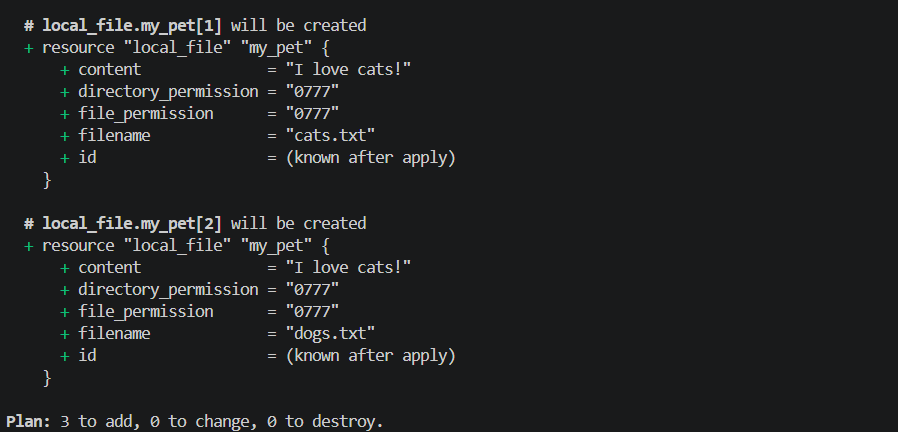 # local_file.my_pet[1] will be created
+ resource "local_file" "my_pet" {
+ content = "I love cats!"
+ directory_permission = "0777"
+ file_permission = "0777"
+ filename = "cats.txt"
+ id = (known after apply)
}
# local_file.my_pet[2] will be created
+ resource "local_file" "my_pet" {
+ content = "I love cats!"
+ directory_permission = "0777"
+ file_permission = "0777"
+ filename = "dogs.txt"
+ id = (known after apply)
}
Plan: 3 to add, 0 to change, 0 to destroy.